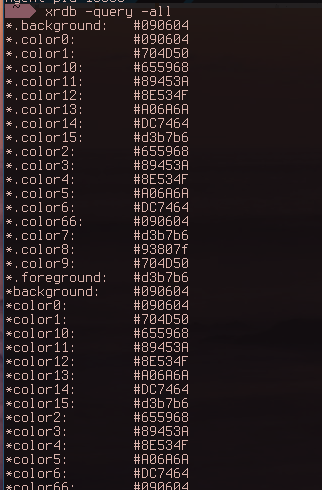 xrdb -query -all
*.background:    #090604
*.color0:        #090604
*.color1:        #704D50
*.color10:       #655968
*.color11:       #89453A
*.color12:       #8E534F
*.color13:       #A06A6A
*.color14:       #DC7464
*.color15:       #d3b7b6
*.color2:        #655968
*.color3:        #89453A
*.color4:        #8E534F
*.color5:        #A06A6A
*.color6:        #DC7464
*.color66:       #090604
*.color7:        #d3b7b6
*.color8:        #93807f
*.color9:        #704D50
*.foreground:    #d3b7b6
*background:     #090604
*color0:         #090604
*color1:         #704D50
*color10:        #655968
*color11:        #89453A
*color12:        #8E534F
*color13:        #A06A6A
*color14:        #DC7464
*color15:        #d3b7b6
*color2:         #655968
*color3:         #89453A
*color4:         #8E534F
*color5:         #A06A6A
*color6:         #DC7464
*color66:        #090604